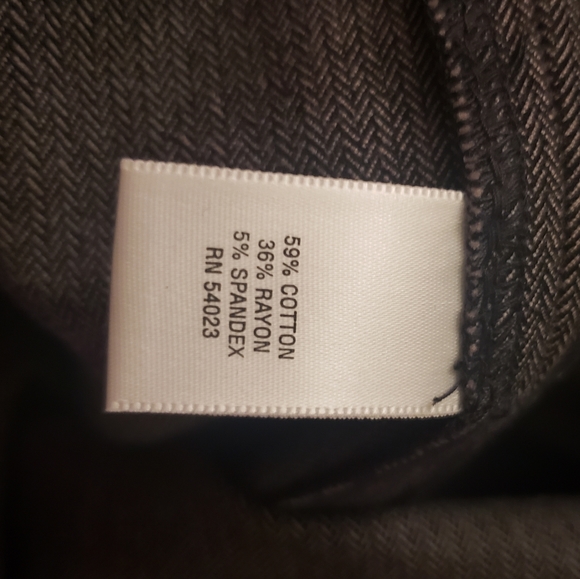 59% COTTON
36% RAYON
5% SPANDEX
RN 54023